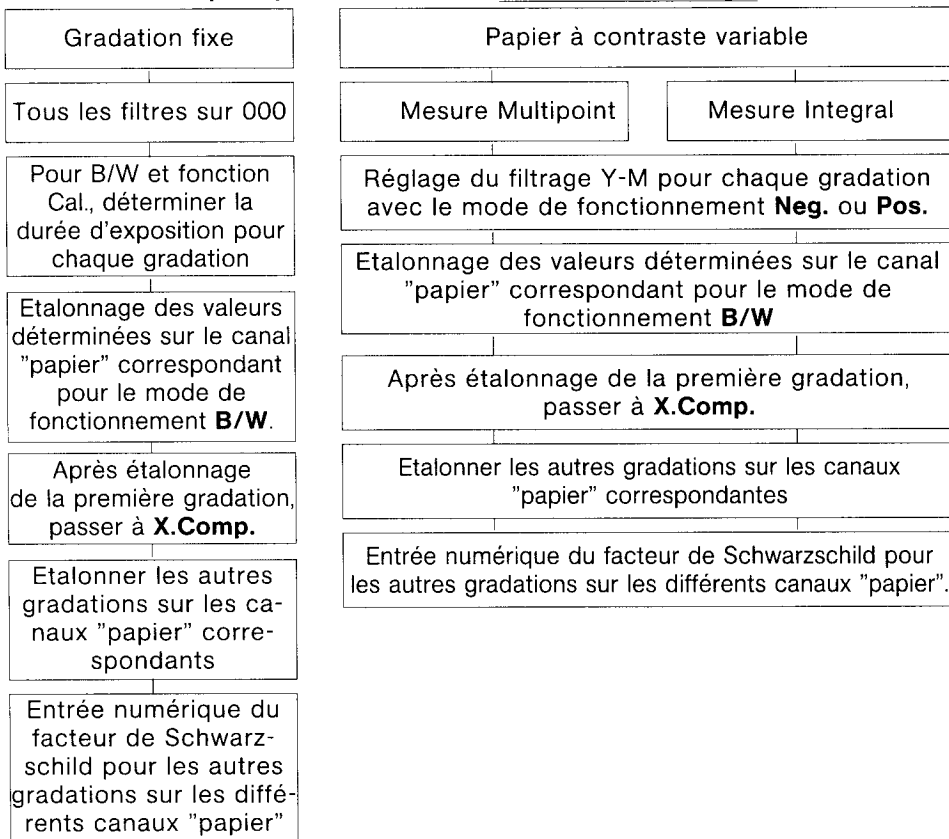 Gradation fixe
Tous les filtres sur 000
Pour B/W et fonction
Cal., déterminer la
durée d'exposition pour
chaque gradation
Etalonnage des valeurs
déterminées sur le canal
"papier" correspondant
pour le mode de
fonctionnement B/W.
Après étalonnage
de la première gradation,
passer à X.Comp.
Etalonner les autres
gradations sur les ca-
naux "papier" corre-
spondants
Entrée numérique du
facteur de Schwarz-
schild pour les autres
gradations sur les diffé-
rents canaux "papier"
Papier à contraste variable
Mesure Multipoint
Mesure Integral
Réglage du filtrage Y-M pour chaque gradation
avec le mode de fonctionnement Neg. ou Pos.
Etalonnage des valeurs déterminées sur le canal
"papier" correspondant pour le mode de
fonctionnement B/W
Après étalonnage de la première gradation,
passer à X.Comp.
Etalonner les autres gradations sur les canaux
"papier" correspondantes
Entrée numérique du facteur de Schwarzschild pour
les autres gradations sur les différents canaux "papier".